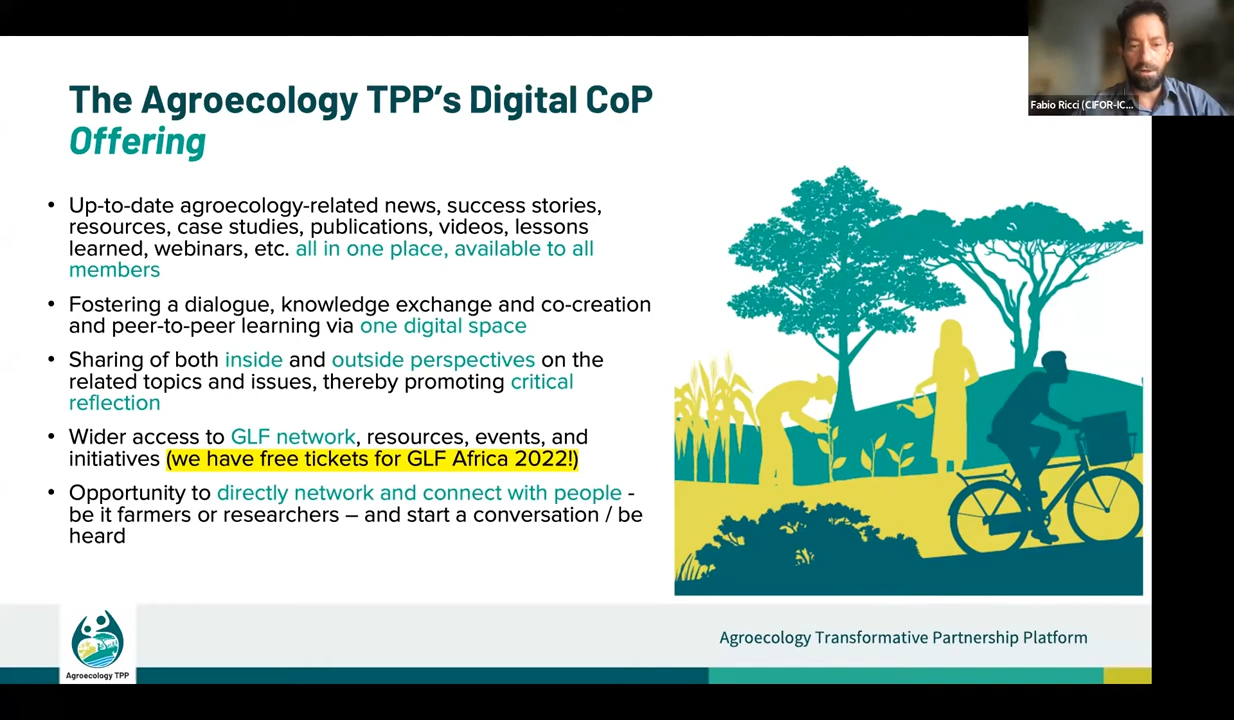 Fabio Ricci (CIFOR-IC...
The Agroecology TPP's Digital CoP
Offering
• Up-to-date agroecology-related news, success stories,
resources, case studies, publications, videos, lessons
learned, webinars, etc. all in one place, available to all
members
• Fostering a dialogue, knowledge exchange and co-creation
and peer-to-peer learning via one digital space
• Sharing of both inside and outside perspectives on the
related topics and issues, thereby promoting critical
reflection
• Wider access to GLF network, resources, events, and
initiatives (we have free tickets for GLF Africa 2022!)
• Opportunity to directly network and connect with people -
be it farmers or researchers – and start a conversation / be
heard
Agroecology TPP
Agroecology Transformative Partnership Platform